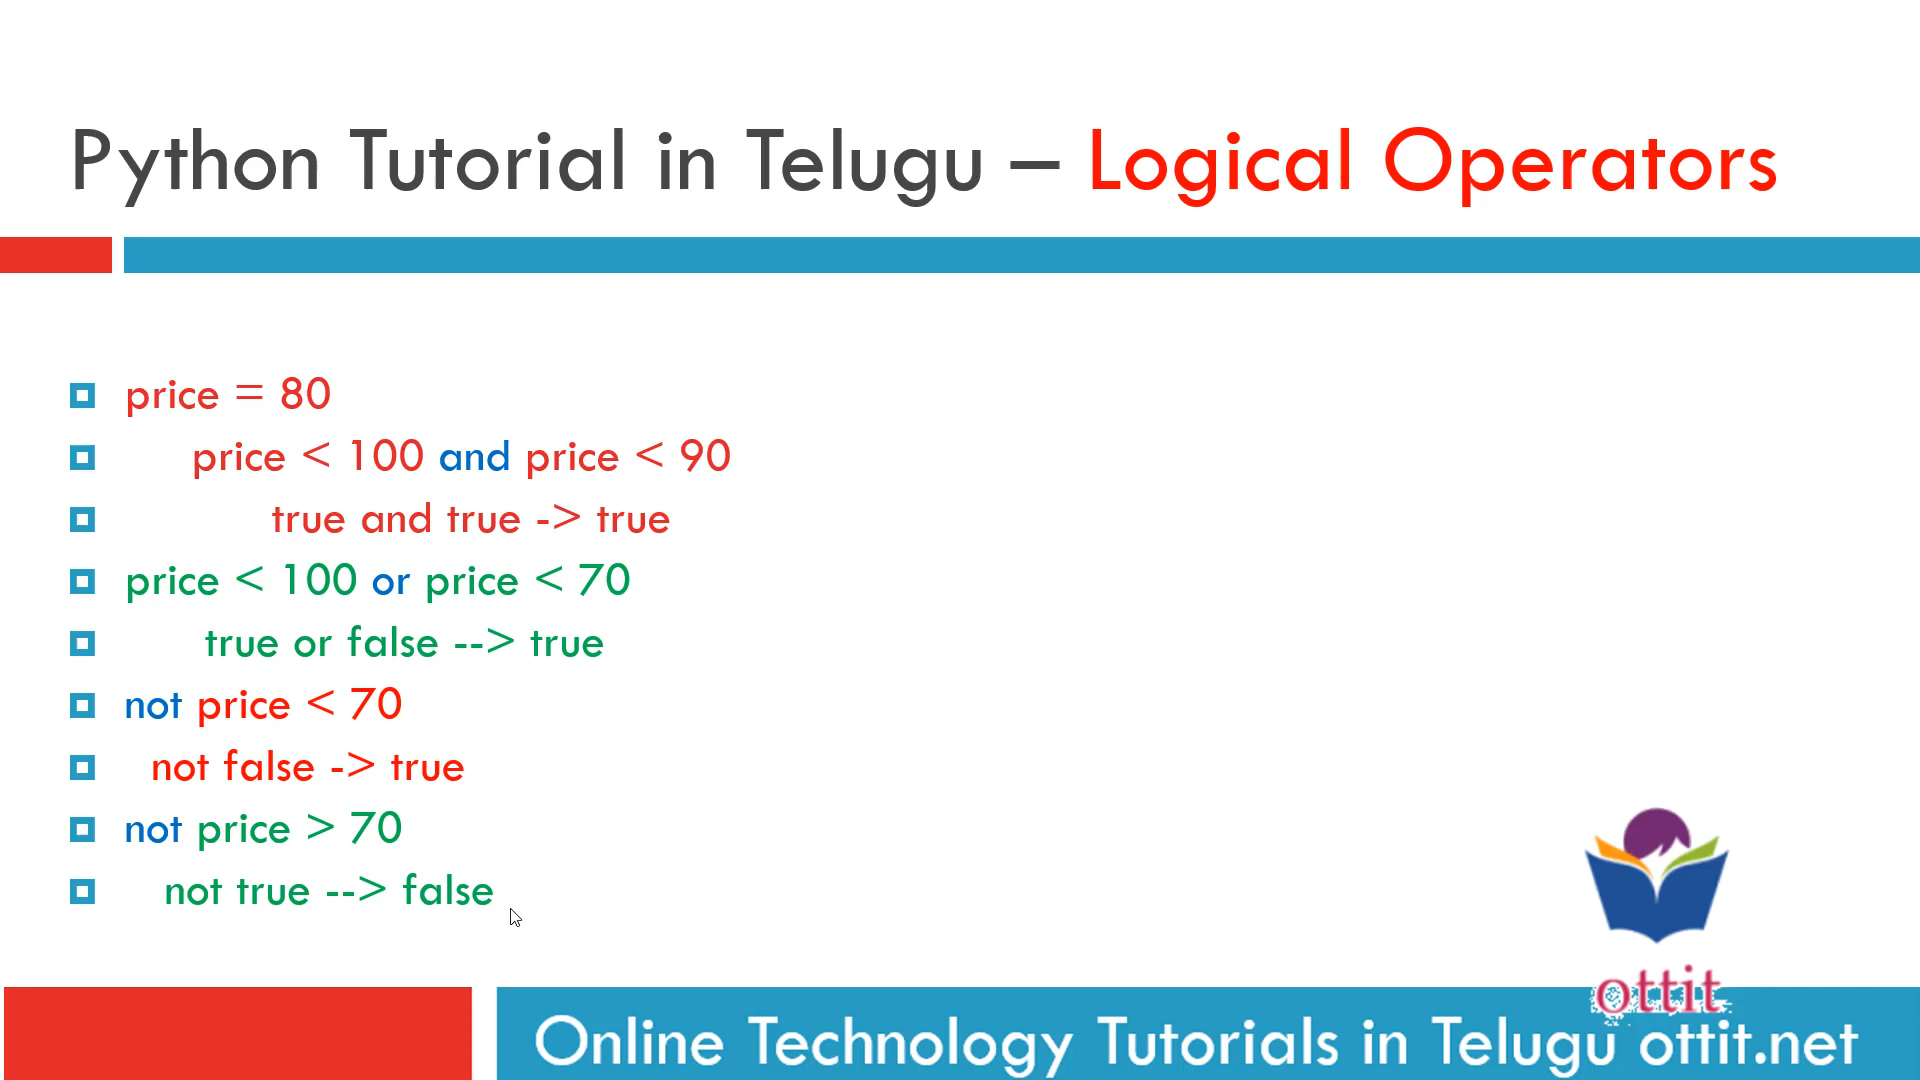 Python Tutorial in Telugu – Logical Operators
price = 80
price < 100 and price < 90
true and true -> true
price < 100 or price < 70
true or false --> true
not price < 70
not false -> true
not price > 70
not true --> false
ottit
Online Technology Tutorials in Telugu ottit.net